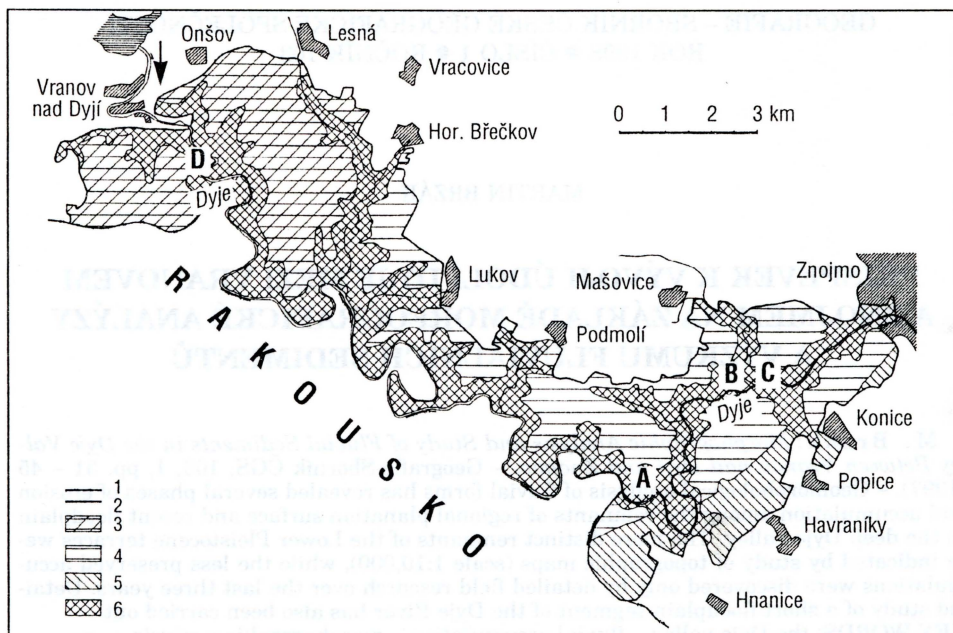 Onšov
Lesná
Vracovice
Vranov
nad Dyjí
Hor. Břečkov
0 1 2 3 km
D
Dyje
RAKOUSKO
Lukov
Mašovice
Znojmo
Podmolí
B
C
Dyje
Konice
A
Popice
Havraníky
Hnanice
1
2
3
4
5
6